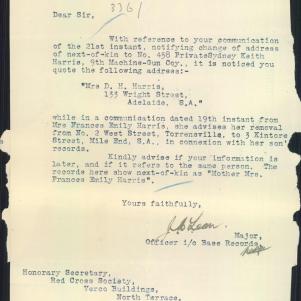 8361
Dear Sir,
With reference to your communication
of the 21st instant, notifying change of address
of next-of-kin to No. 458 PrivateSydney Keith
Harris, 9th Machine-Gun Coy., it is noticed you
quote the following address:-
"Mrs D. H. Harris,
133 Wright Street,
Adelaide, S.A."
while in a communication dated 19th instant from
Mrs Frances Emily Harris, she advises her removal
from No. 2 West Street, Torrensville, to 3 Kintore
Street, Mile End, S.A., in connection with her son's
records.
Kindly advise if your information is
later, and if it refers to the same person. The
records here show next-of-kin as "Mother Mrs.
Frances Emily Harris".
Yours faithfully,
J M Lean
Major,
Officer i/c Base Records
Honorary Secretary,
Red Cross Society,
Verco Buildings,
North Terrace,